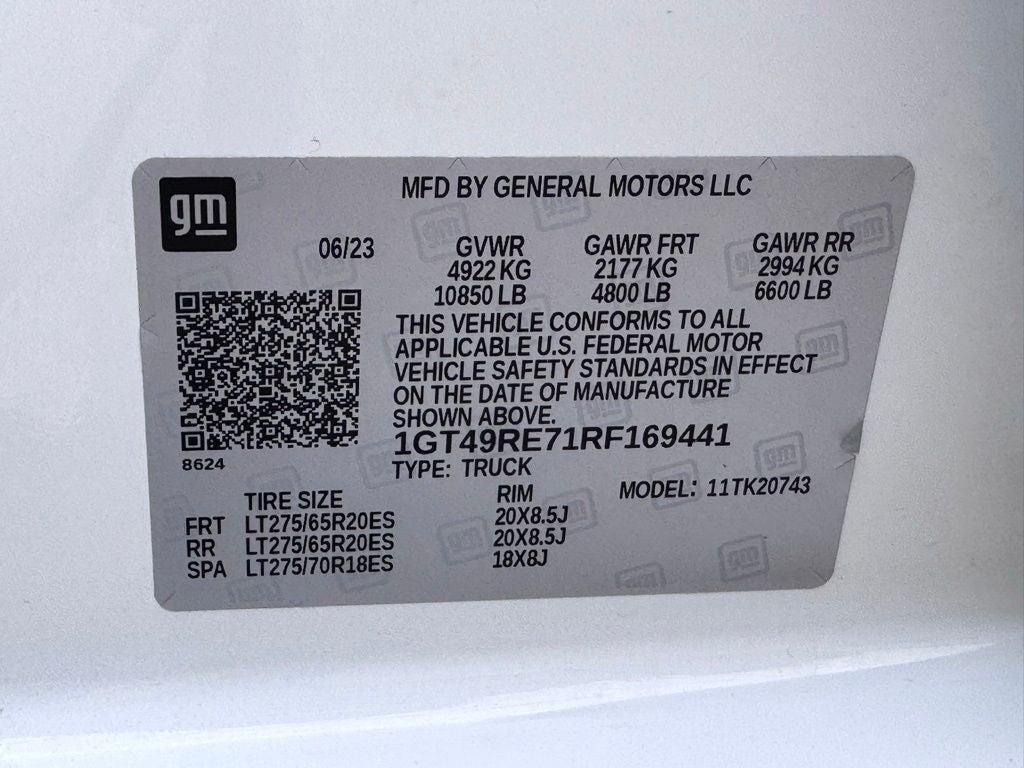 gm
MFD BY GENERAL MOTORS LLC
06/23 GVWR GAWR FRT GAWR RR
4922 KG 2177 KG 2994 KG
10850 LB 4800 LB 6600 LB
THIS VEHICLE CONFORMS TO ALL
APPLICABLE U.S. FEDERAL MOTOR
VEHICLE SAFETY STANDARDS IN EFFECT
ON THE DATE OF MANUFACTURE
SHOWN ABOVE.
1GT49RE71RF169441
8624
TYPE: TRUCK
TIRE SIZE RIM MODEL: 11TK20743
FRT LT275/65R20ES 20X8.5J
RR LT275/65R20ES 20X8.5J
SPA LT275/70R18ES 18X8J